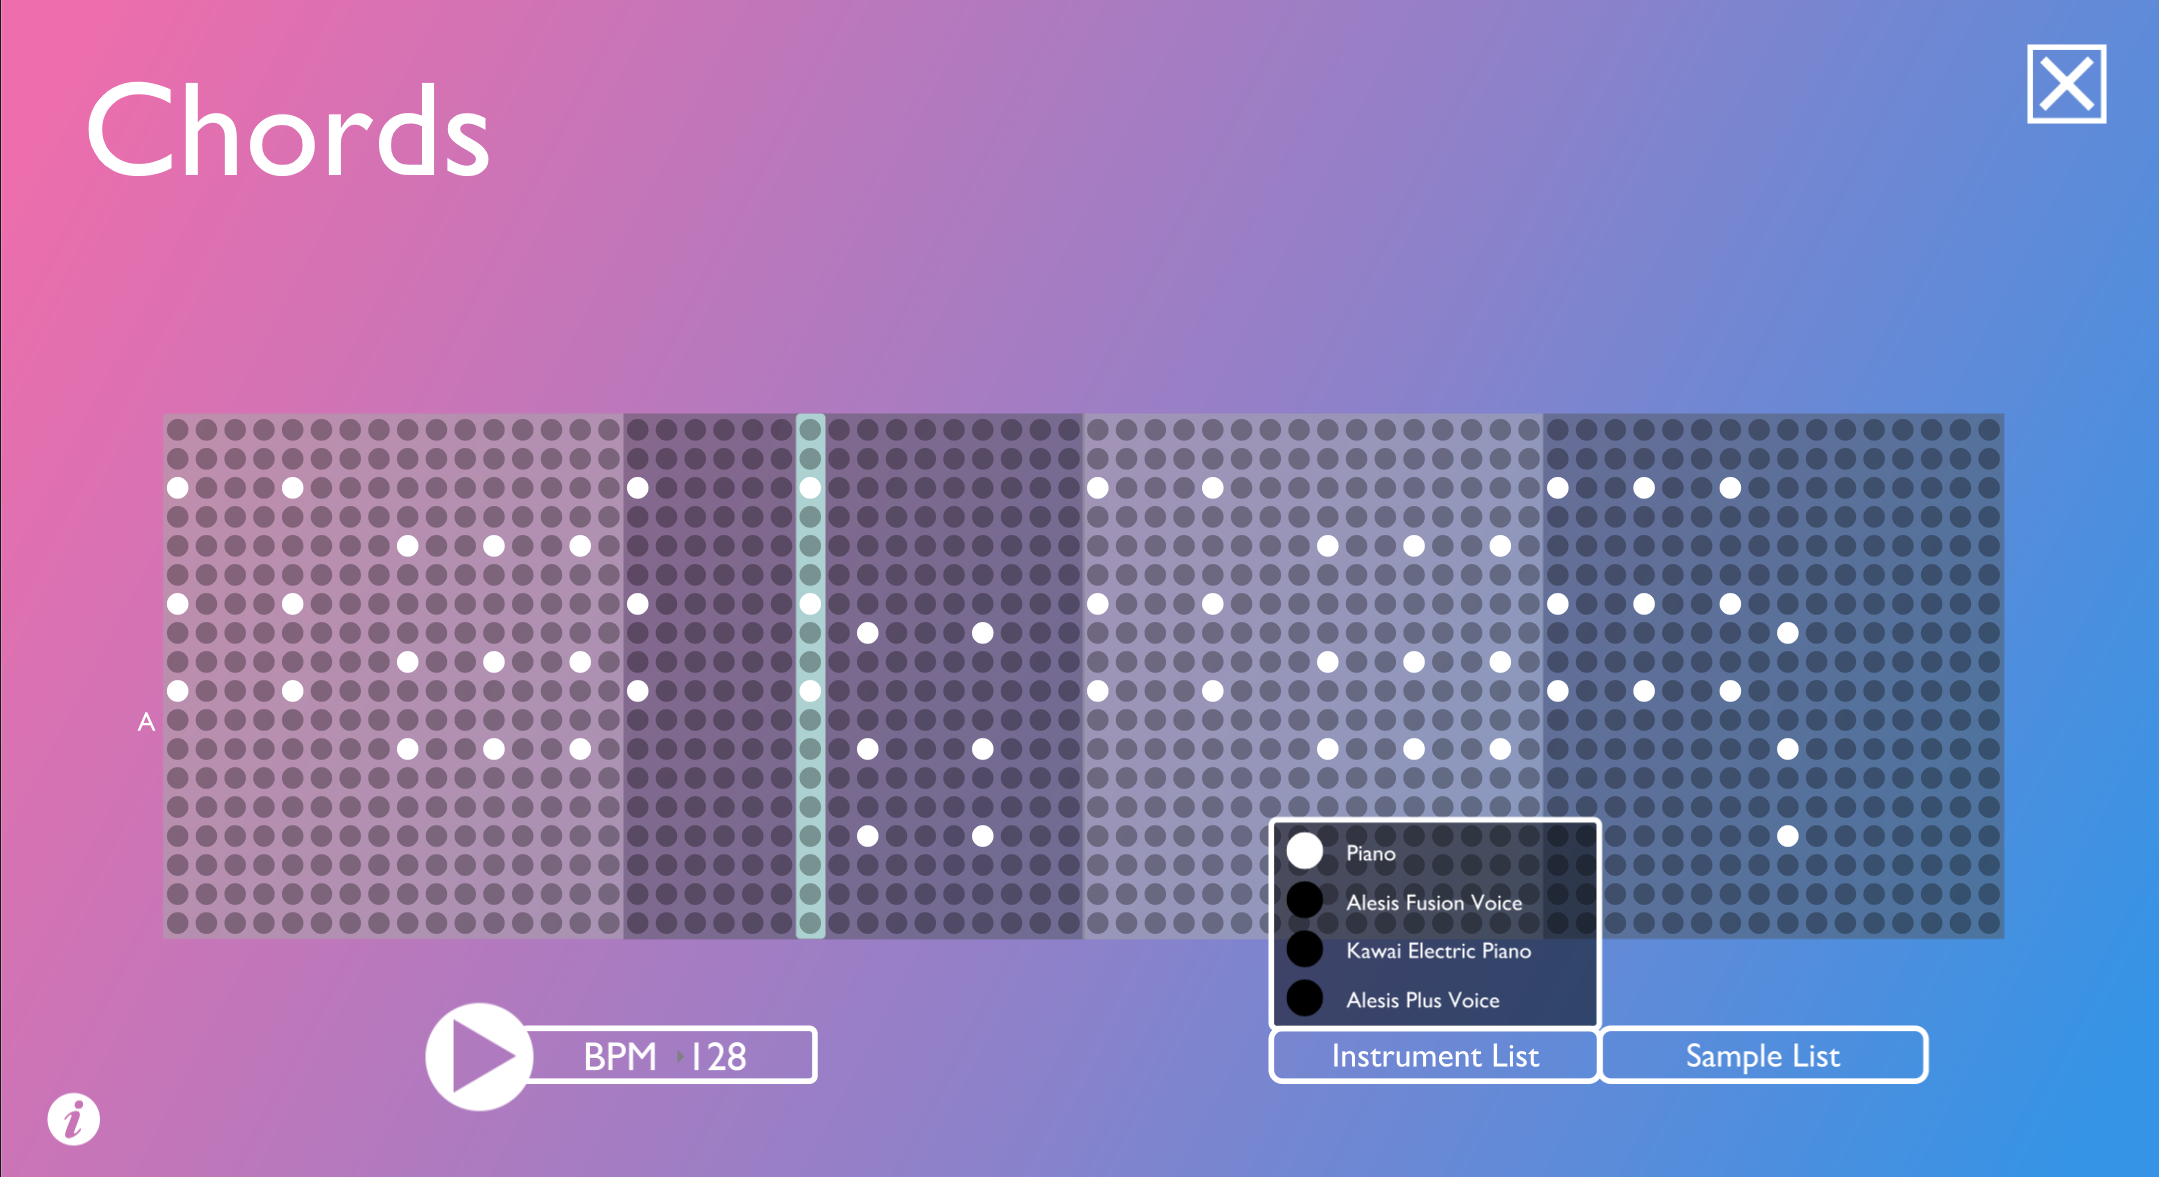 Chords
A
Piano
Alesis Fusion Voice
Kawai Electric Piano
Alesis Plus Voice
BPM 128
Instrument List
Sample List
i